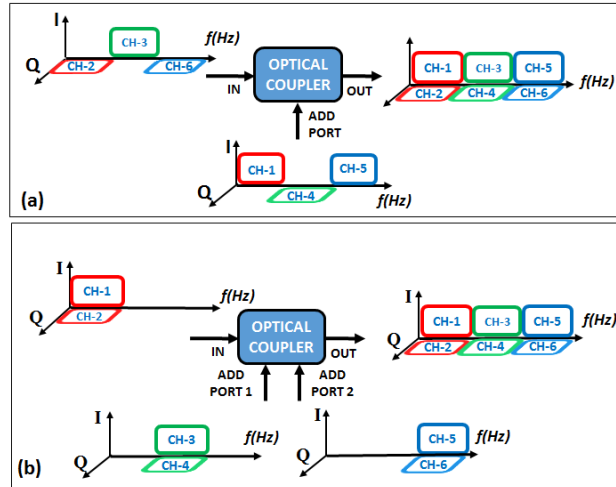 I
CH-3
f(Hz)
Q
CH-2
CH-6
IN
OPTICAL
COUPLER
OUT
ADD
PORT
CH-1
CH-3
CH-5
CH-2
CH-4
CH-6
f(Hz)
I
CH-1
CH-5
Q
CH-4
f(Hz)
(a)
I
CH-1
f(Hz)
Q
CH-2
IN
OPTICAL
COUPLER
OUT
ADD
PORT 1
ADD
PORT 2
I
CH-1
CH-3
CH-5
f(Hz)
Q
CH-2
CH-4
CH-6
I
CH-3
f(Hz)
Q
CH-4
I
CH-5
f(Hz)
Q
CH-6
(b)